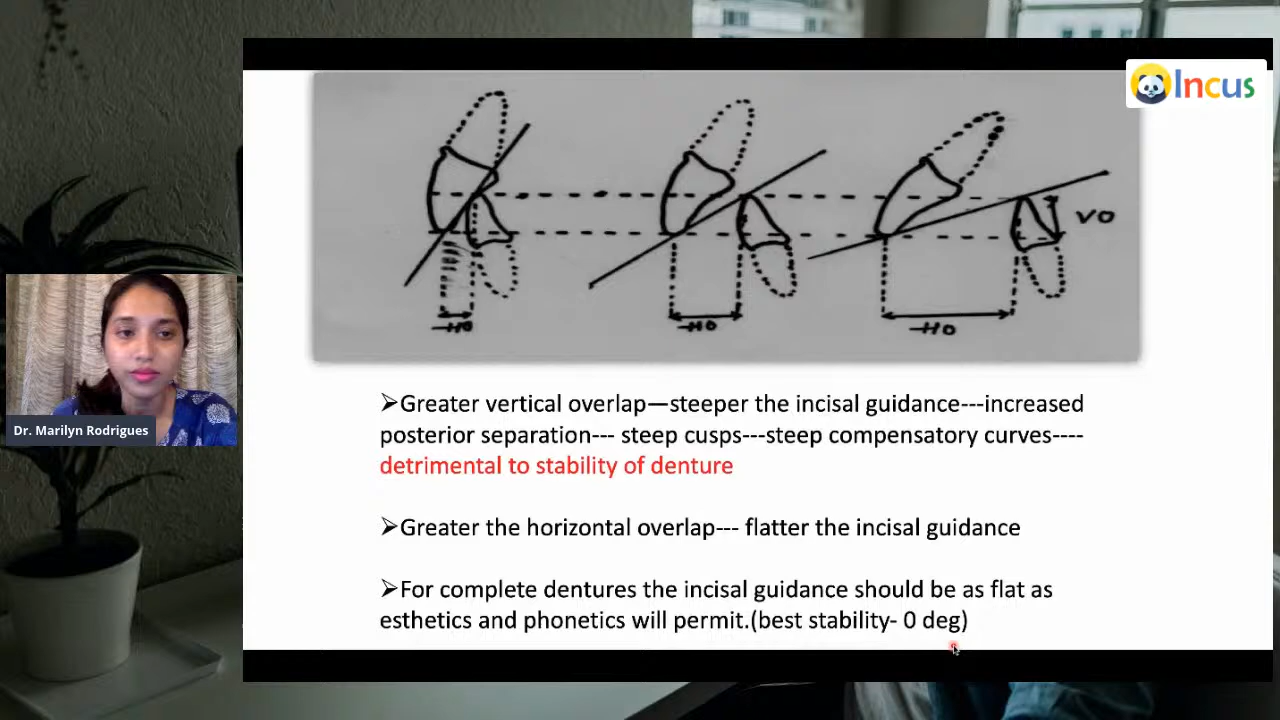 Incus
VO
HO
HO
HO
➢Greater vertical overlap—steeper the incisal guidance---increased
posterior separation--- steep cusps---steep compensatory curves----
detrimental to stability of denture
➢Greater the horizontal overlap--- flatter the incisal guidance
➢For complete dentures the incisal guidance should be as flat as
esthetics and phonetics will permit.(best stability- 0 deg)
Dr. Marilyn Rodrigues